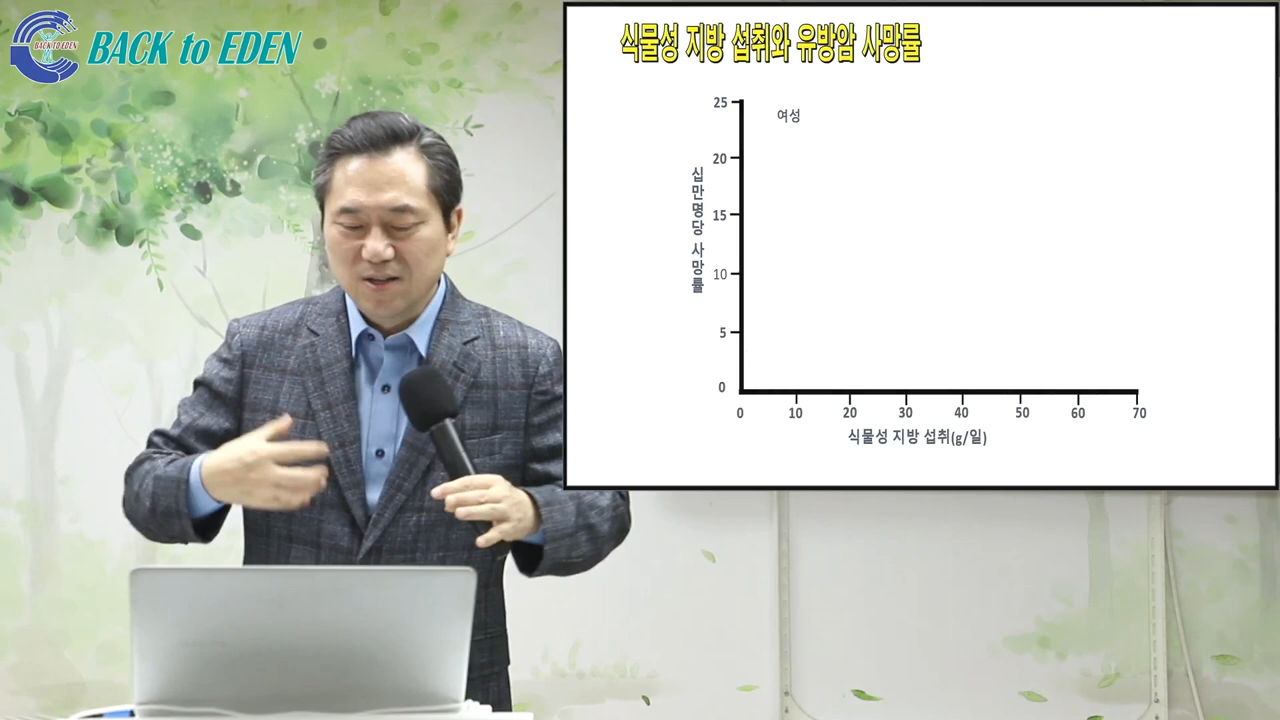 BACK TO EDEN
BACK to EDEN
식물성 지방 섭취와 유방암 사망률
25
여성
20
15
10
5
0
십만명당 사망률
0 10 20 30 40 50 60 70
식물성 지방 섭취(g/일)